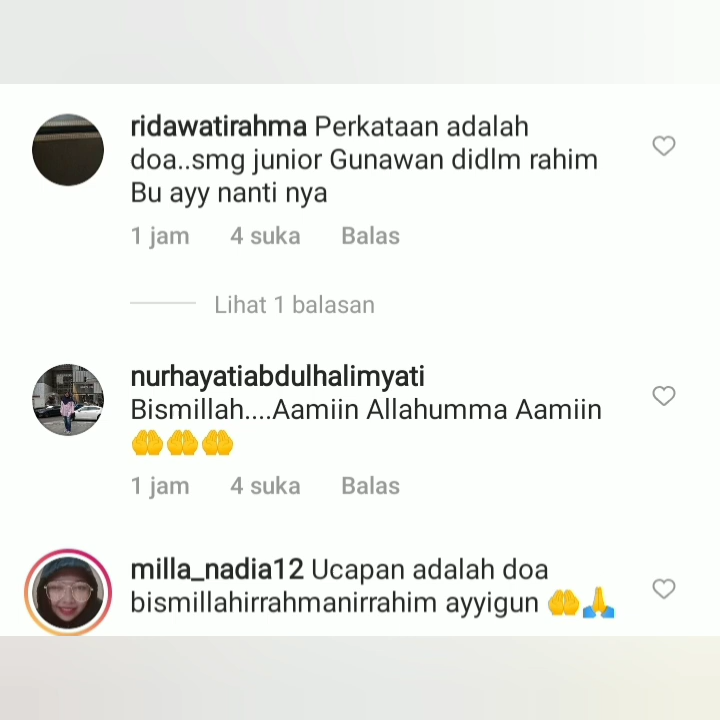 ridawatirahma Perkataan adalah
doa..smg junior Gunawan didlm rahim
Bu ayy nanti nya
1 jam 4 suka Balas
Lihat 1 balasan
nurhayatiabdulhalimyati
Bismillah....Aamiin Allahumma Aamiin
🤲🤲🤲
1 jam 4 suka Balas
milla_nadia12 Ucapan adalah doa
bismillahirrahmanirrahim ayyigun 🤲🙏